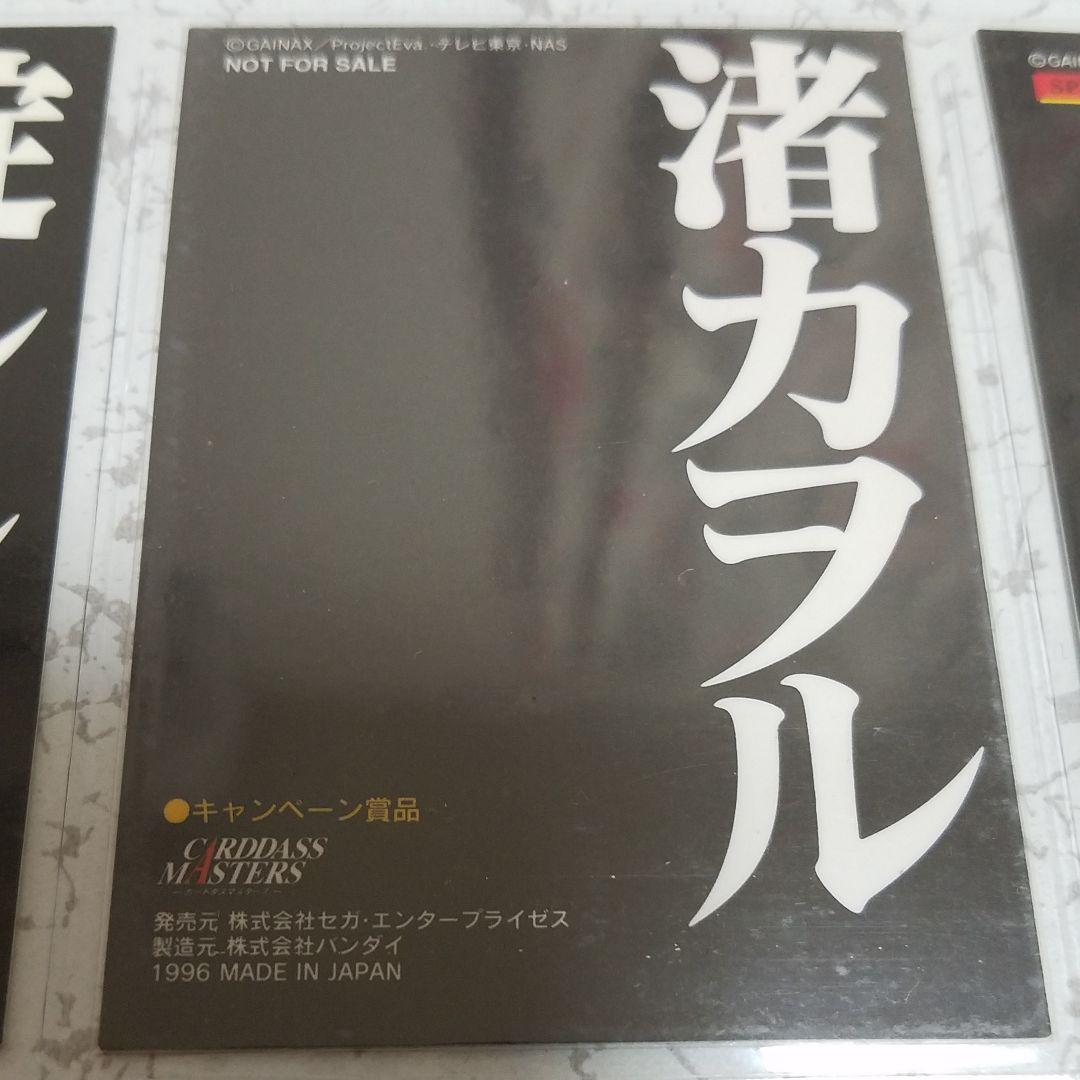 ©GAINAX／ProjectEva.･テレビ東京･NAS
NOT FOR SALE
渚カヲル
●キャンペーン賞品
CARDDASS
MASTERS
発売元 株式会社セガ･エンタープライゼス
製造元 株式会社バンダイ
1996 MADE IN JAPAN
©GAI
SP